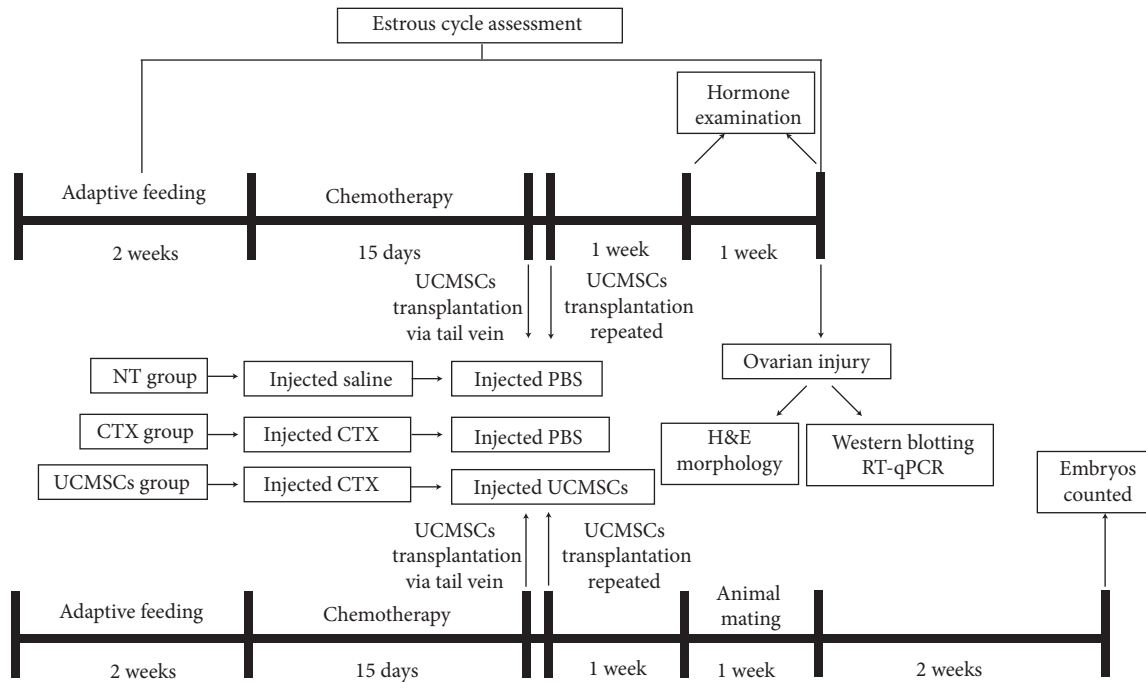 Estrous cycle assessment
Hormone
examination
Adaptive feeding
Chemotherapy
2 weeks
15 days
1 week
1 week
UCMSCs
transplantation
via tail vein
UCMSCs
transplantation
repeated
NT group
Injected saline
Injected PBS
Ovarian injury
CTX group
Injected CTX
Injected PBS
H&E
morphology
Western blotting
RT-qPCR
UCMSCs group
Injected CTX
Injected UCMSCs
Embryos
counted
UCMSCs
transplantation
via tail vein
UCMSCs
transplantation
repeated
Adaptive feeding
Chemotherapy
Animal
mating
2 weeks
15 days
1 week
1 week
2 weeks